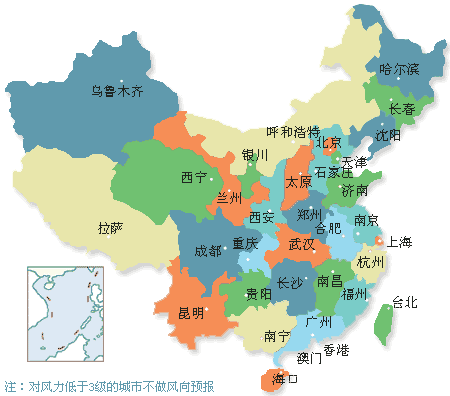 哈尔滨
乌鲁木齐
长春
沈阳
呼和浩特
北京
银川
天津
石家庄
西宁
太原
济南
兰州
西安
郑州
南京
拉萨
合肥
上海
成都
重庆
武汉
杭州
长沙
南昌
贵阳
福州
台北
昆明
广州
南宁
香港
澳门
海口
注：对风力低于3级的城市不做风向预报